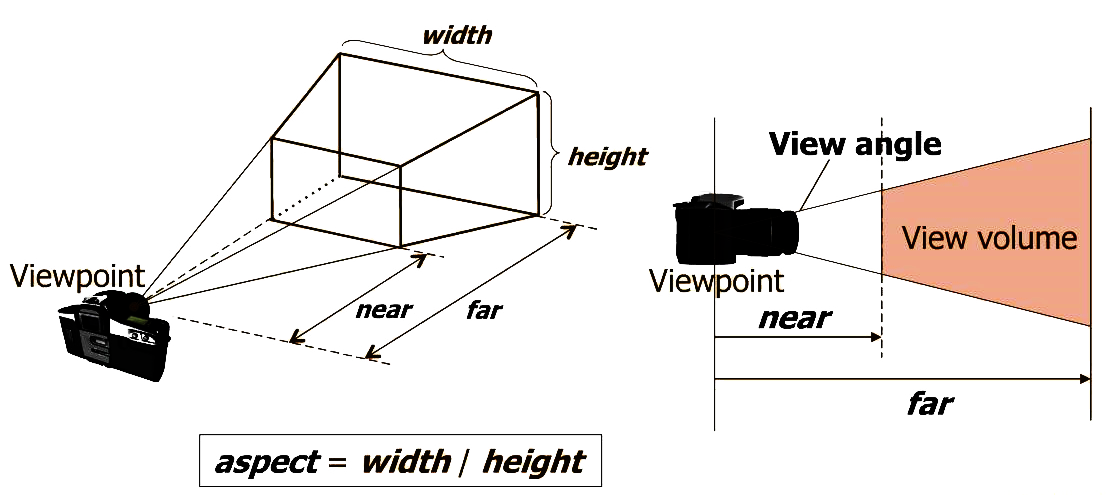 width
height
Viewpoint
near
far
aspect = width / height
View angle
View volume
Viewpoint
near
far